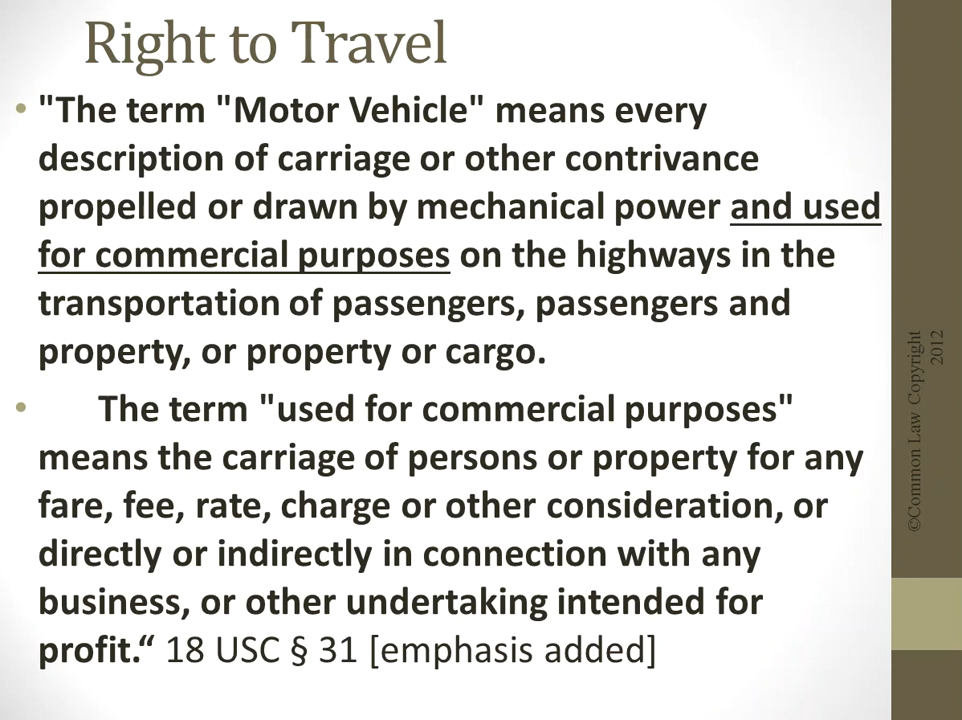 Right to Travel
• "The term "Motor Vehicle" means every
description of carriage or other contrivance
propelled or drawn by mechanical power and used
for commercial purposes on the highways in the
transportation of passengers, passengers and
property, or property or cargo.
• The term "used for commercial purposes"
means the carriage of persons or property for any
fare, fee, rate, charge or other consideration, or
directly or indirectly in connection with any
business, or other undertaking intended for
profit.“ 18 USC § 31 [emphasis added]
©Common Law Copyright
2012